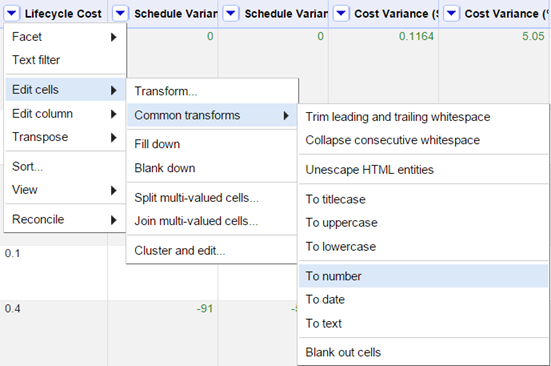 Lifecycle Cost
Schedule Varian
Schedule Varian
Cost Variance ($
Cost Variance (%
0
0
0.1164
5.05
Facet
Text filter
Edit cells
Edit column
Transpose
Sort...
View
Reconcile
Transform...
Common transforms
Fill down
Blank down
Split multi-valued cells...
Join multi-valued cells...
Cluster and edit...
Trim leading and trailing whitespace
Collapse consecutive whitespace
Unescape HTML entities
To titlecase
To uppercase
To lowercase
To number
To date
To text
Blank out cells
0.1
0.4
-91